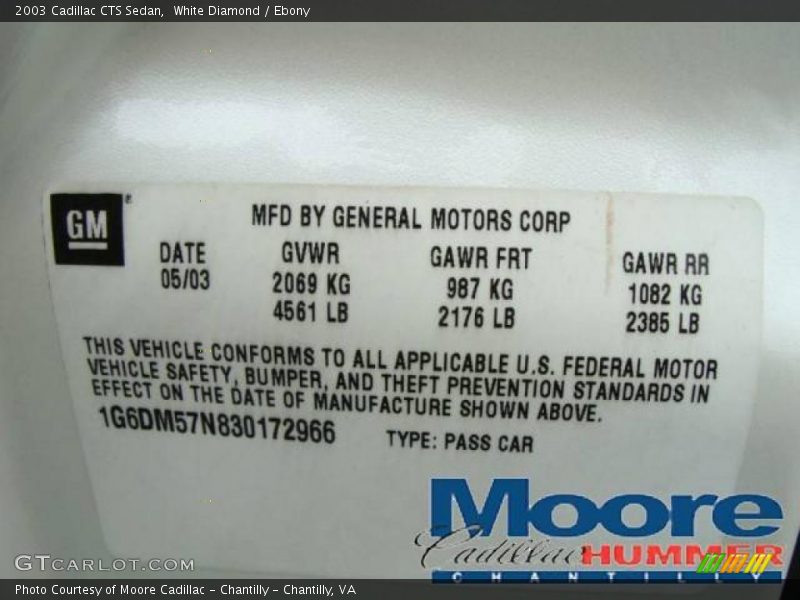 2003 Cadillac CTS Sedan, White Diamond / Ebony
GM®
MFD BY GENERAL MOTORS CORP
DATE GVWR GAWR FRT GAWR RR
05/03 2069 KG 987 KG 1082 KG
4561 LB 2176 LB 2385 LB
THIS VEHICLE CONFORMS TO ALL APPLICABLE U.S. FEDERAL MOTOR
VEHICLE SAFETY, BUMPER, AND THEFT PREVENTION STANDARDS IN
EFFECT ON THE DATE OF MANUFACTURE SHOWN ABOVE.
1G6DM57N830172966 TYPE: PASS CAR
Moore
Cadillac HUMMER
CHANTILLY
GTCARLOT.COM
Photo Courtesy of Moore Cadillac - Chantilly - Chantilly, VA